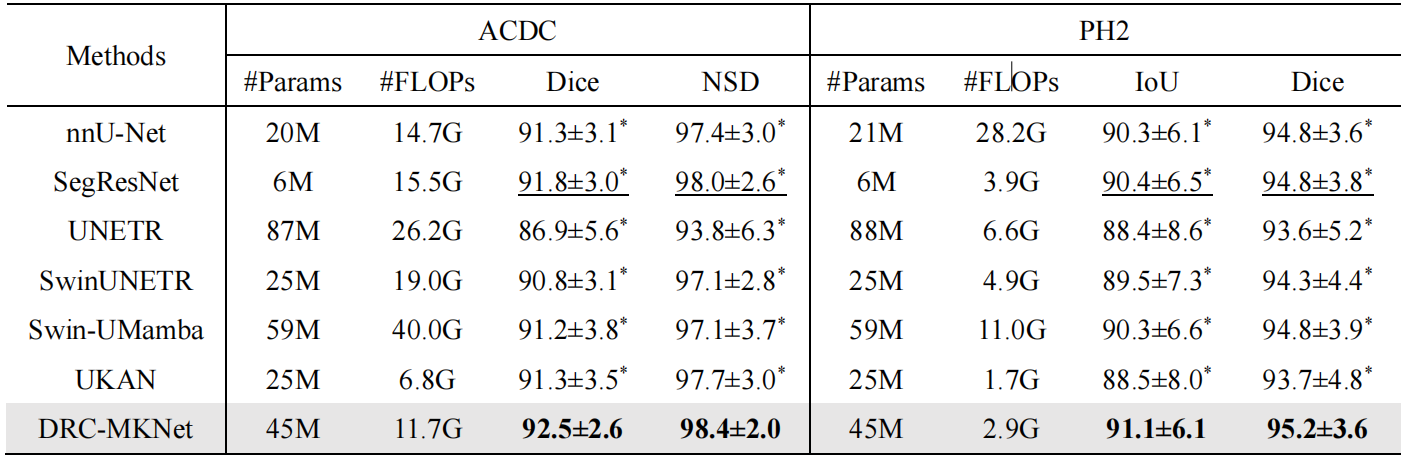 Methods ACDC PH2
#Params #FLOPs Dice NSD #Params #FLOPs IoU Dice
nnU-Net 20M 14.7G 91.3±3.1* 97.4±3.0* 21M 28.2G 90.3±6.1* 94.8±3.6*
SegResNet 6M 15.5G 91.8±3.0* 98.0±2.6* 6M 3.9G 90.4±6.5* 94.8±3.8*
UNETR 87M 26.2G 86.9±5.6* 93.8±6.3* 88M 6.6G 88.4±8.6* 93.6±5.2*
SwinUNETR 25M 19.0G 90.8±3.1* 97.1±2.8* 25M 4.9G 89.5±7.3* 94.3±4.4*
Swin-UMamba 59M 40.0G 91.2±3.8* 97.1±3.7* 59M 11.0G 90.3±6.6* 94.8±3.9*
UKAN 25M 6.8G 91.3±3.5* 97.7±3.0* 25M 1.7G 88.5±8.0* 93.7±4.8*
DRC-MKNet 45M 11.7G 92.5±2.6 98.4±2.0 45M 2.9G 91.1±6.1 95.2±3.6